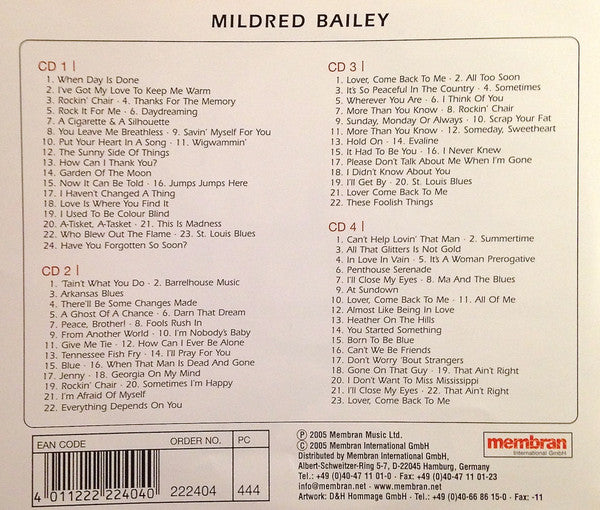 MILDRED BAILEY
CD 1
1. When Day Is Done
2. I've Got My Love To Keep Me Warm
3. Rockin' Chair · 4. Thanks For The Memory
5. Rock It For Me · 6. Daydreaming
7. A Cigarette & A Silhouette
8. You Leave Me Breathless · 9. Savin' Myself For You
10. Put Your Heart In A Song · 11. Wigwammin'
12. The Sunny Side Of Things
13. How Can I Thank You?
14. Garden Of The Moon
15. Now It Can Be Told · 16. Jumps Jumps Here
17. I Haven't Changed A Thing
18. Love Is Where You Find It
19. I Used To Be Colour Blind
20. A-Tisket, A-Tasket · 21. This Is Madness
22. Who Blew Out The Flame · 23. St. Louis Blues
24. Have You Forgotten So Soon?
CD 2
1. 'Tain't What You Do · 2. Barrelhouse Music
3. Arkansas Blues
4. There'll Be Some Changes Made
5. A Ghost Of A Chance · 6. Darn That Dream
7. Peace, Brother! · 8. Fools Rush In
9. From Another World · 10. I'm Nobody's Baby
11. Give Me Tie · 12. How Can I Ever Be Alone
13. Tennessee Fish Fry · 14. I'll Pray For You
15. Blue · 16. When That Man Is Dead And Gone
17. Jenny · 18. Georgia On My Mind
19. Rockin' Chair · 20. Sometimes I'm Happy
21. I'm Afraid Of Myself
22. Everything Depends On You
CD 3
1. Lover, Come Back To Me · 2. All Too Soon
3. It's So Peaceful In The Country · 4. Sometimes
5. Wherever You Are · 6. I Think Of You
7. More Than You Know · 8. Rockin' Chair
9. Sunday, Monday Or Always · 10. Scrap Your Fat
11. More Than You Know · 12. Someday, Sweetheart
13. Hold On · 14. Evaline
15. It Had To Be You · 16. I Never Knew
17. Please Don't Talk About Me When I'm Gone
18. I Didn't Know About You
19. I'll Get By · 20. St. Louis Blues
21. Lover Come Back To Me
22. These Foolish Things
CD 4
1. Can't Help Lovin' That Man · 2. Summertime
3. All That Glitters Is Not Gold
4. In Love In Vain · 5. It's A Woman Prerogative
6. Penthouse Serenade
7. I'll Close My Eyes · 8. Ma And The Blues
9. At Sundown
10. Lover, Come Back To Me · 11. All Of Me
12. Almost Like Being In Love
13. Heather On The Hills
14. You Started Something
15. Born To Be Blue
16. Can't We Be Friends
17. Don't Worry 'Bout Strangers
18. Gone On That Guy · 19. That Ain't Right
20. I Don't Want To Miss Mississippi
21. I'll Close My Eyes · 22. That Ain't Right
23. Lover, Come Back To Me
EAN CODE
ORDER NO.
PC
4 011222 224040
222404
444
℗ 2005 Membran Music Ltd.
© 2005 Membran International GmbH
Distributed by Membran International GmbH,
Albert-Schweitzer-Ring 5-7, D-22045 Hamburg, Germany
Tel.: +49 (0)40-47 11 01-0 · Fax: +49 (0)40-47 11 01-23
info@membran.net - www.membran.net
Artwork: D&H Hommage GmbH · Tel.: +49 (0)40-66 86 15-0 · Fax: -11
membran
International GmbH